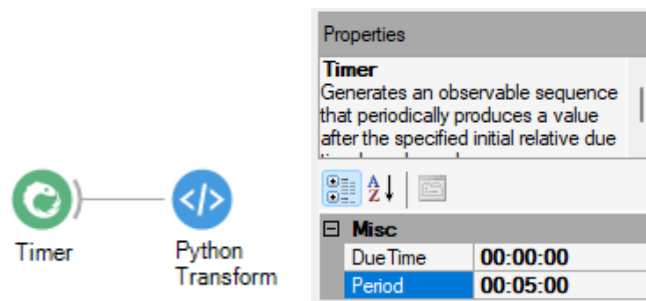 Properties
Timer
Generates an observable sequence
that periodically produces a value
after the specified initial relative due
Misc
DueTime 00:00:00
Period 00:05:00
Timer
Python
Transform